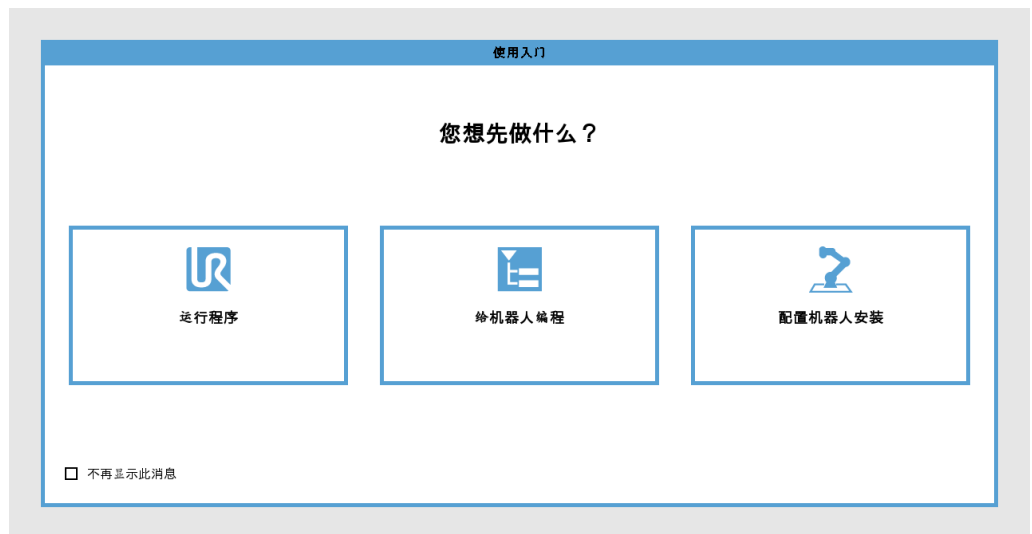 使用入门
您想先做什么？
UR
运行程序
给机器人编程
配置机器人安装
不再显示此消息